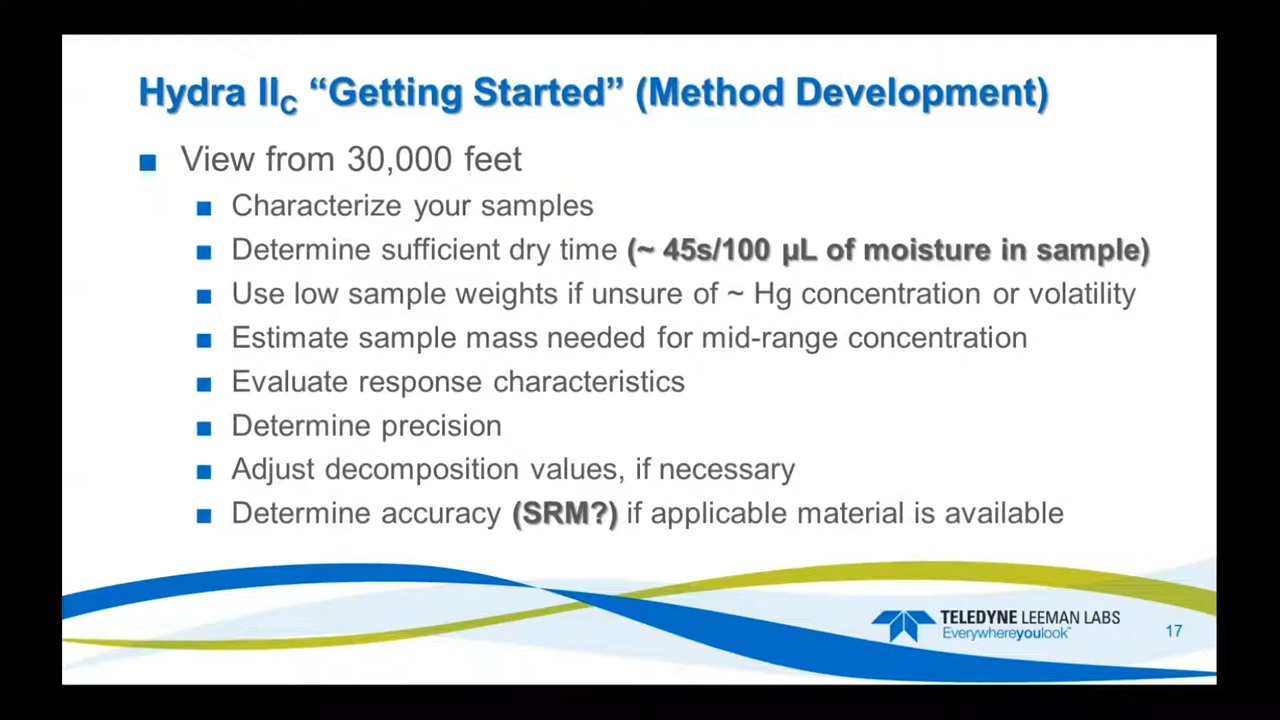 Hydra IIC “Getting Started” (Method Development)
View from 30,000 feet
Characterize your samples
Determine sufficient dry time (~ 45s/100 µL of moisture in sample)
Use low sample weights if unsure of ~ Hg concentration or volatility
Estimate sample mass needed for mid-range concentration
Evaluate response characteristics
Determine precision
Adjust decomposition values, if necessary
Determine accuracy (SRM?) if applicable material is available
TELEDYNE LEEMAN LABS
Everywhereyoulook™
17